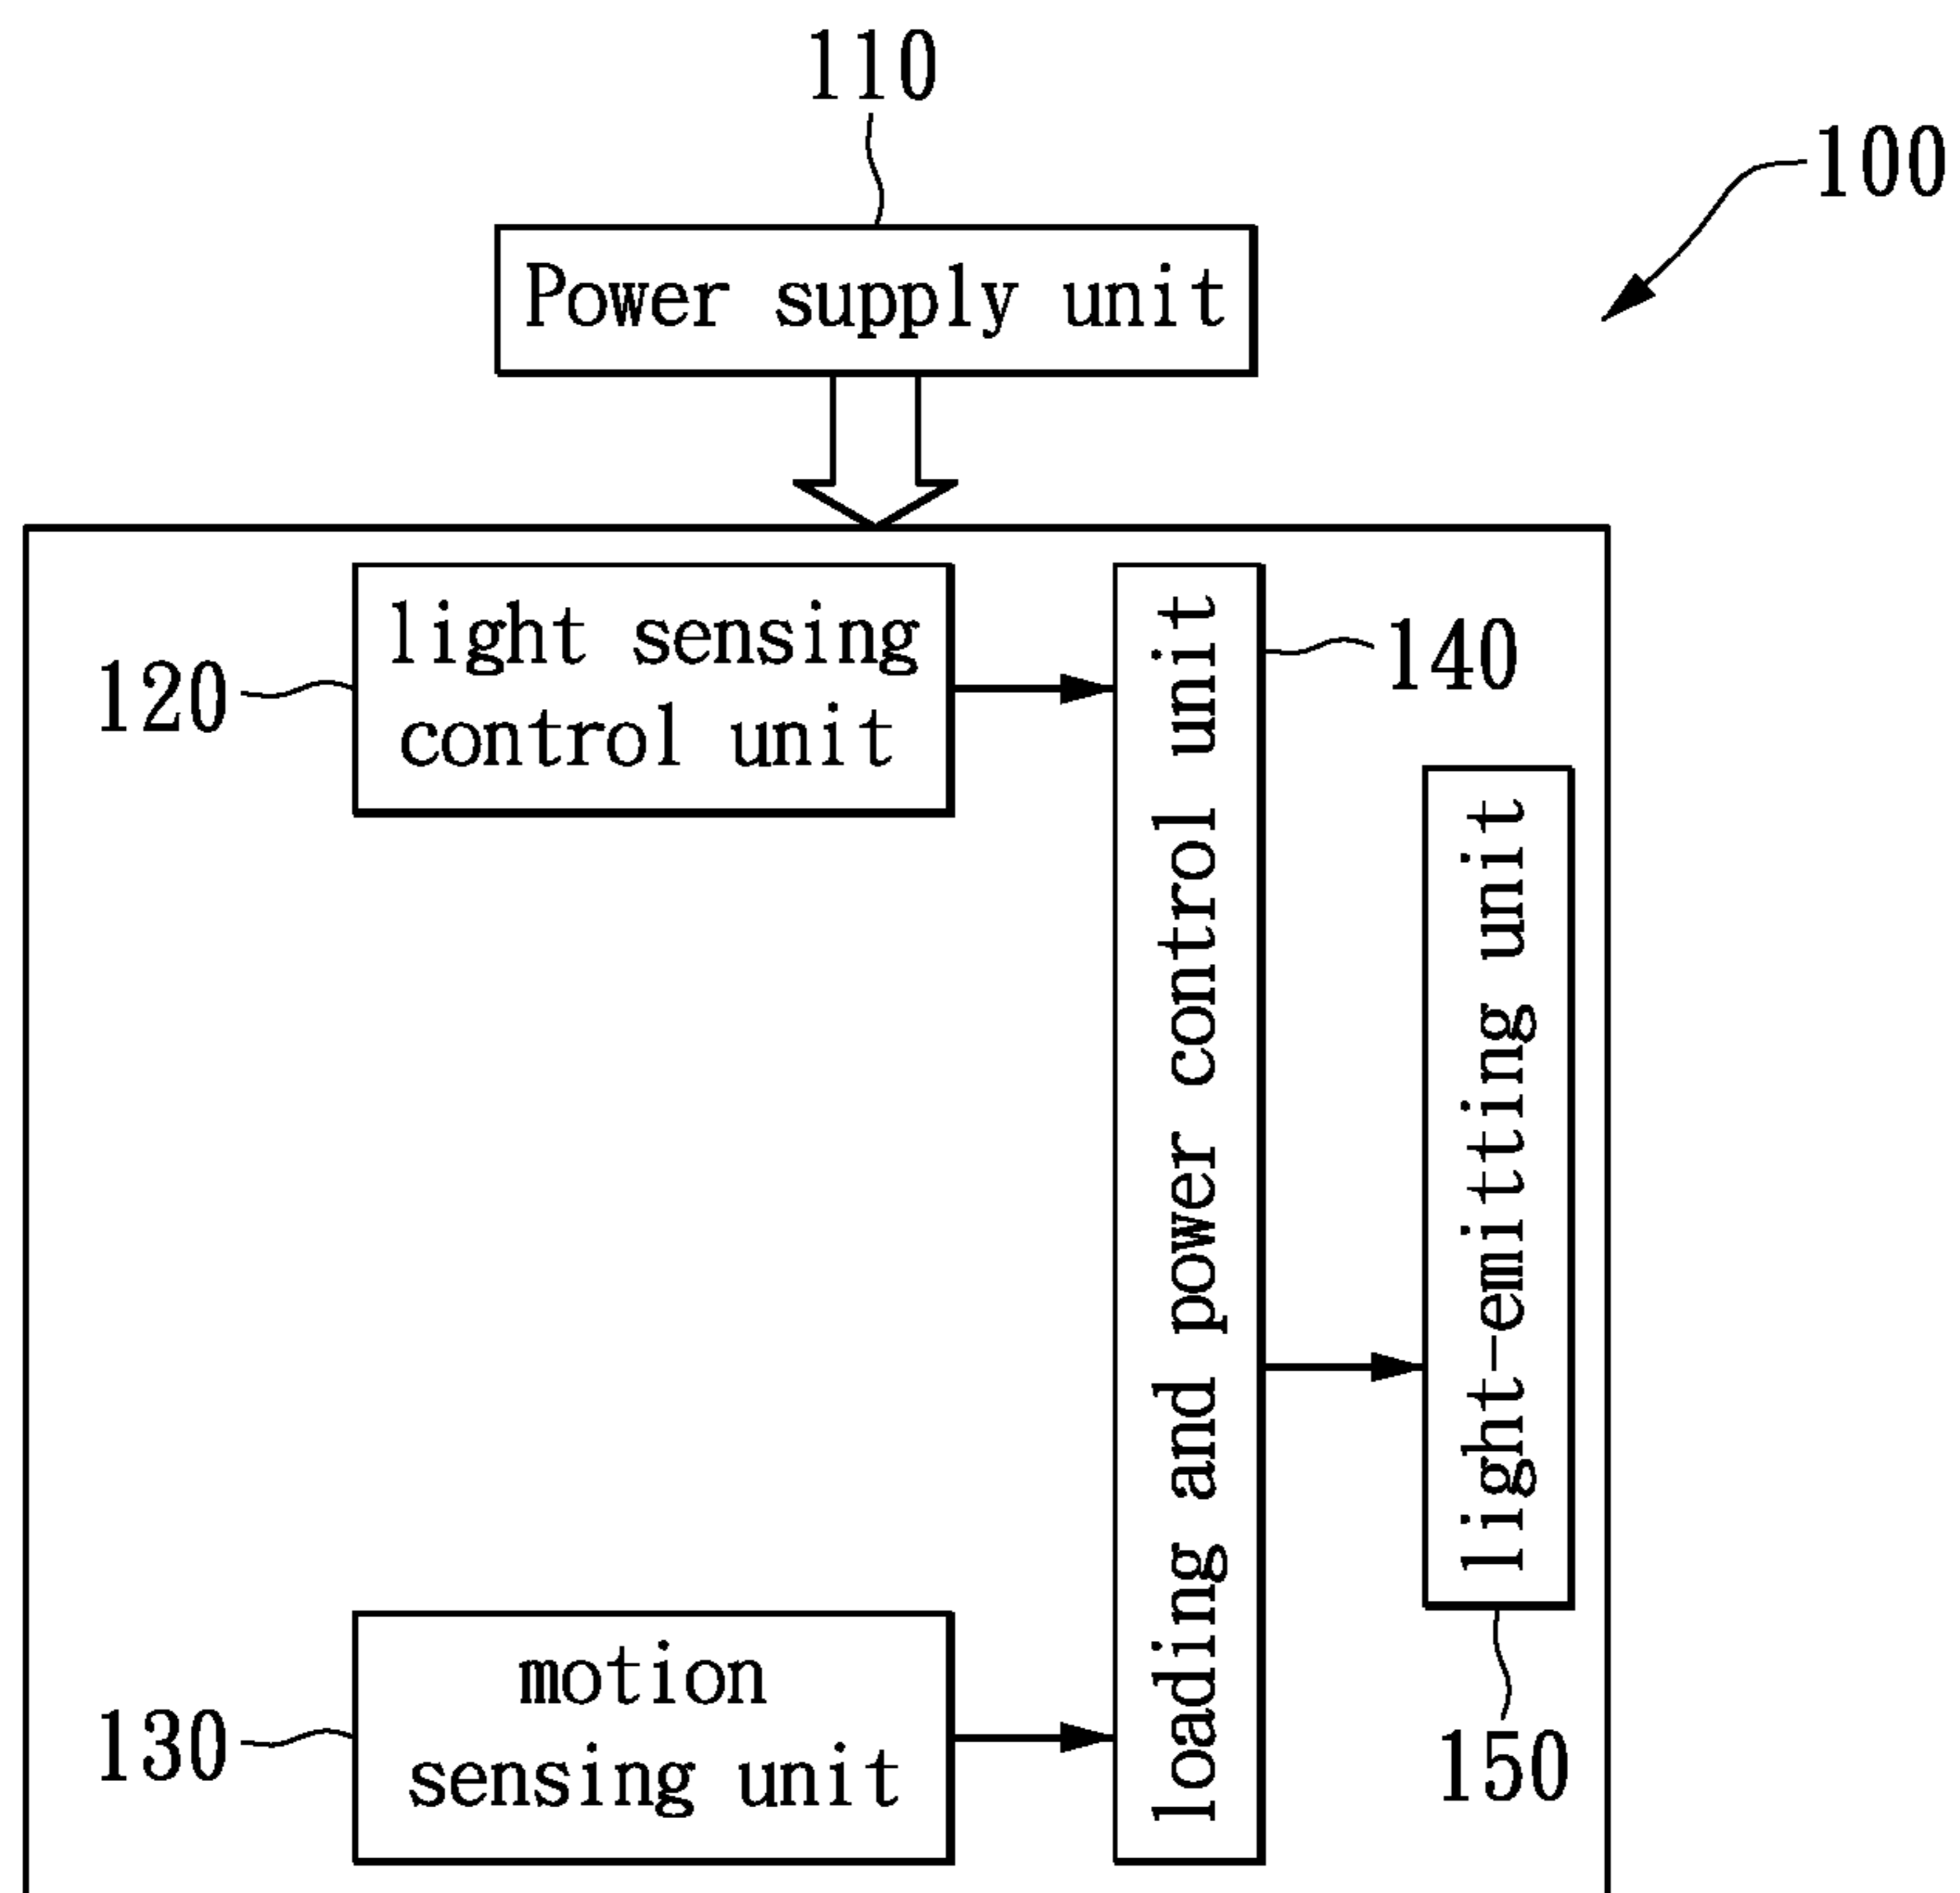 110
100
Power supply unit
light sensing
control unit
120
140
loading and power control unit
light-emitting unit
motion
sensing unit
130
150